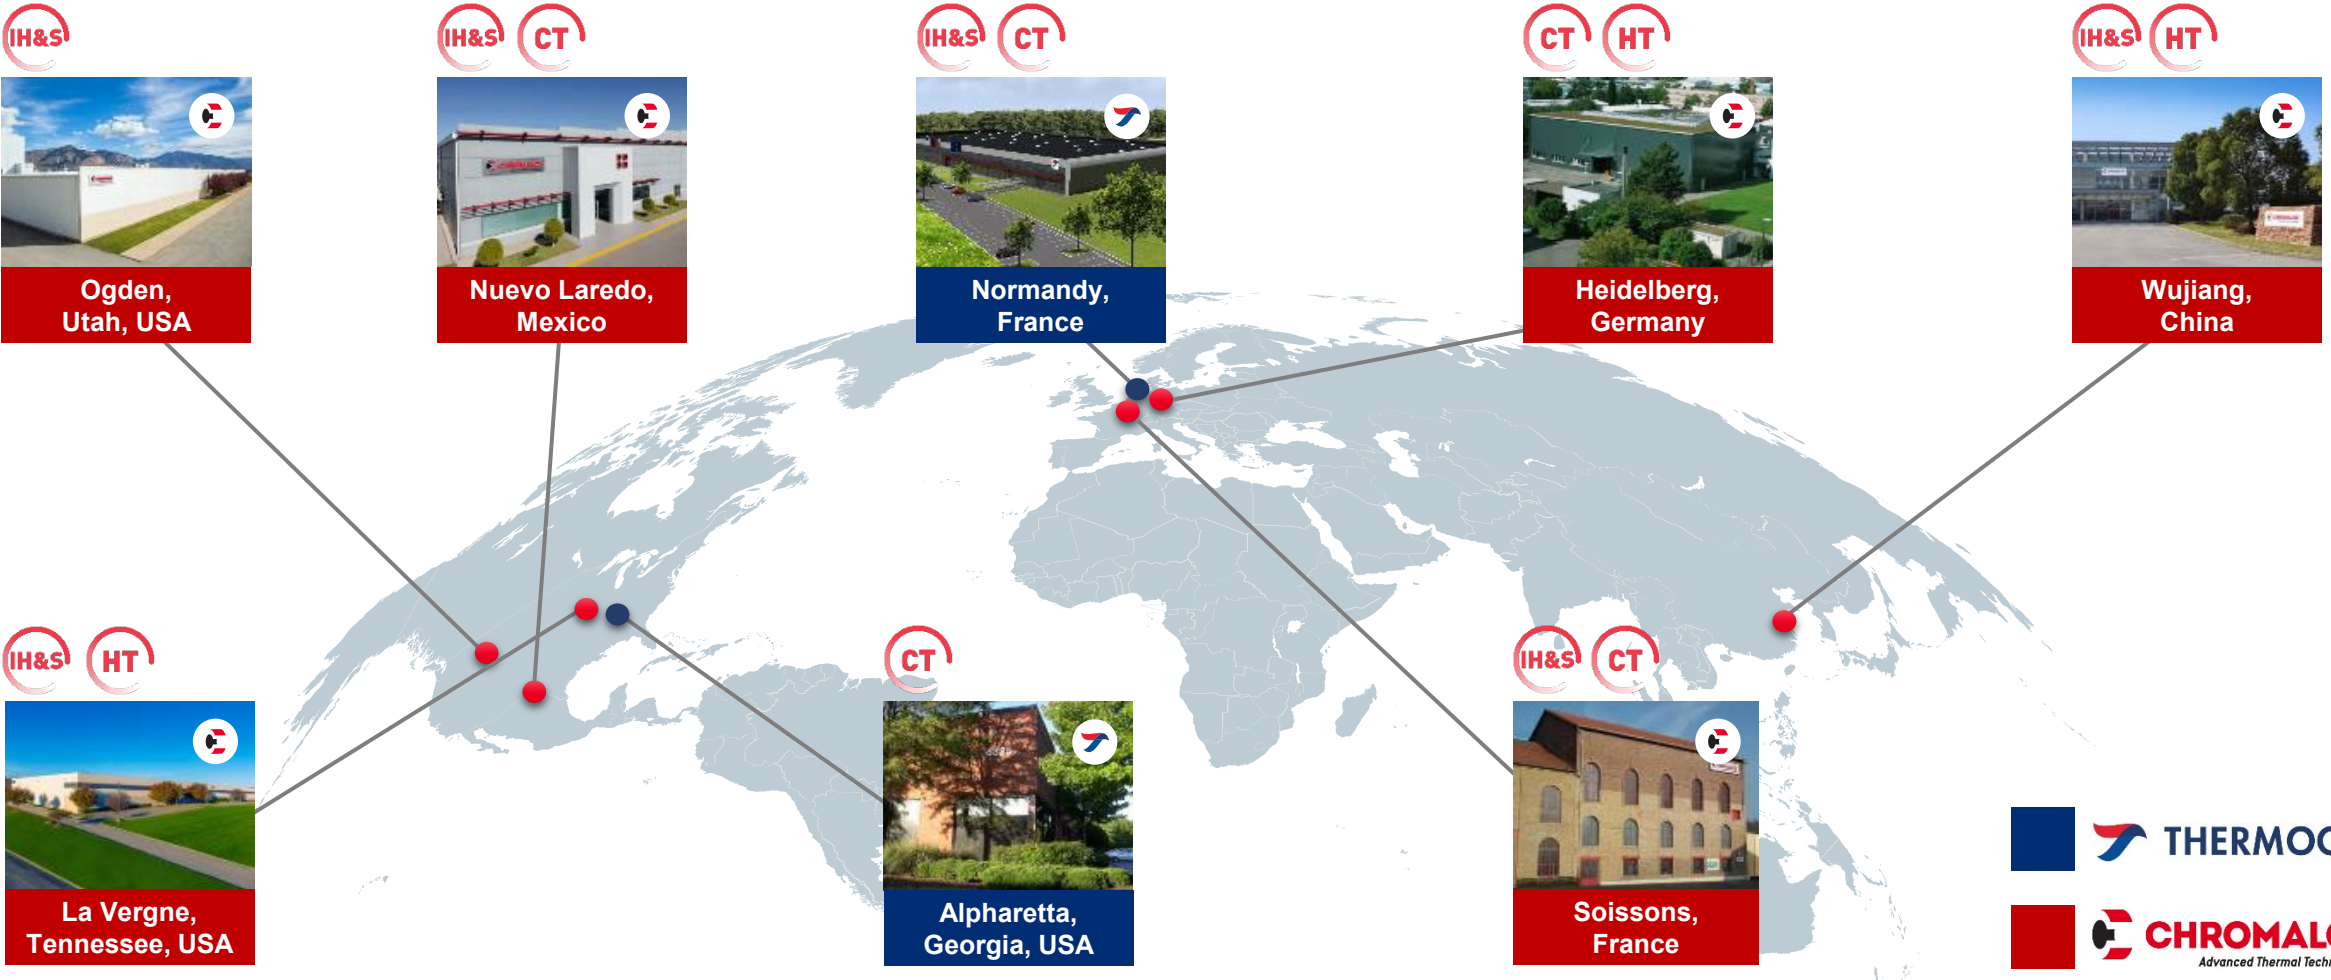 IH&S
IH&S CT
IH&S CT
CT HT
IH&S HT
CHROMALOX
Ogden,
Utah, USA
Nuevo Laredo,
Mexico
Normandy,
France
Heidelberg,
Germany
Wujiang,
China
IH&S HT
CT
IH&S CT
La Vergne,
Tennessee, USA
Alpharetta,
Georgia, USA
Soissons,
France
THERMOC
CHROMALO
Advanced Thermal Techn